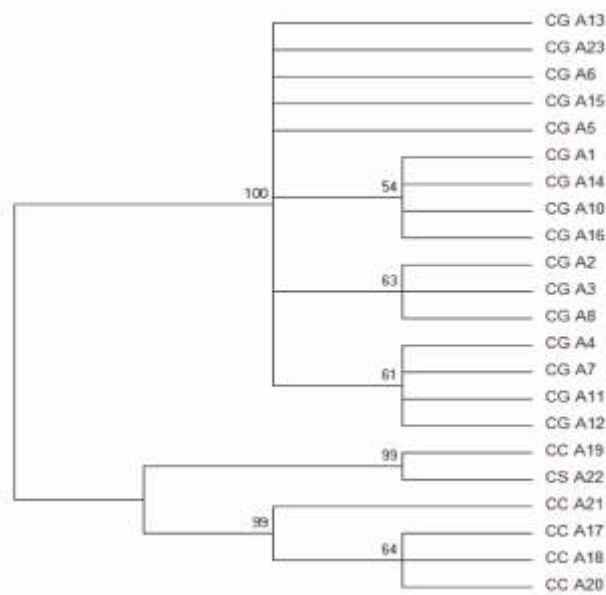 CG A13
CG A23
CG A6
CG A15
CG A5
CG A1
54
CG A14
100
CG A10
CG A16
CG A2
63
CG A3
CG A8
CG A4
61
CG A7
CG A11
CG A12
99
CC A19
CS A22
CC A21
99
CC A17
64
CC A18
CC A20